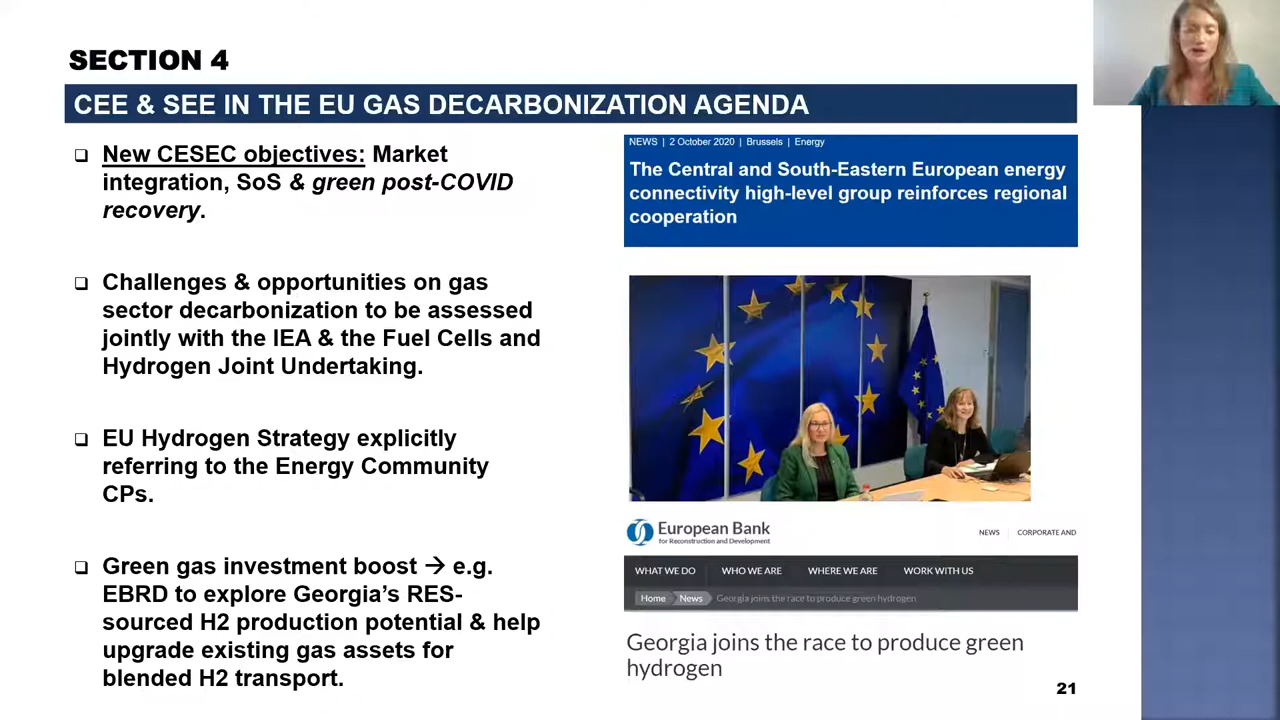 SECTION 4
CEE & SEE IN THE EU GAS DECARBONIZATION AGENDA
New CESEC objectives: Market
integration, SoS & green post-COVID
recovery.
Challenges & opportunities on gas
sector decarbonization to be assessed
jointly with the IEA & the Fuel Cells and
Hydrogen Joint Undertaking.
EU Hydrogen Strategy explicitly
referring to the Energy Community
CPs.
Green gas investment boost → e.g.
EBRD to explore Georgia’s RES-
sourced H2 production potential & help
upgrade existing gas assets for
blended H2 transport.
NEWS | 2 October 2020 | Brussels | Energy
The Central and South-Eastern European energy
connectivity high-level group reinforces regional
cooperation
European Bank
for Reconstruction and Development
NEWS | CORPORATE AND
WHAT WE DO WHO WE ARE WHERE WE ARE WORK WITH US
Home News Georgia joins the race to produce green hydrogen
Georgia joins the race to produce green
hydrogen
21